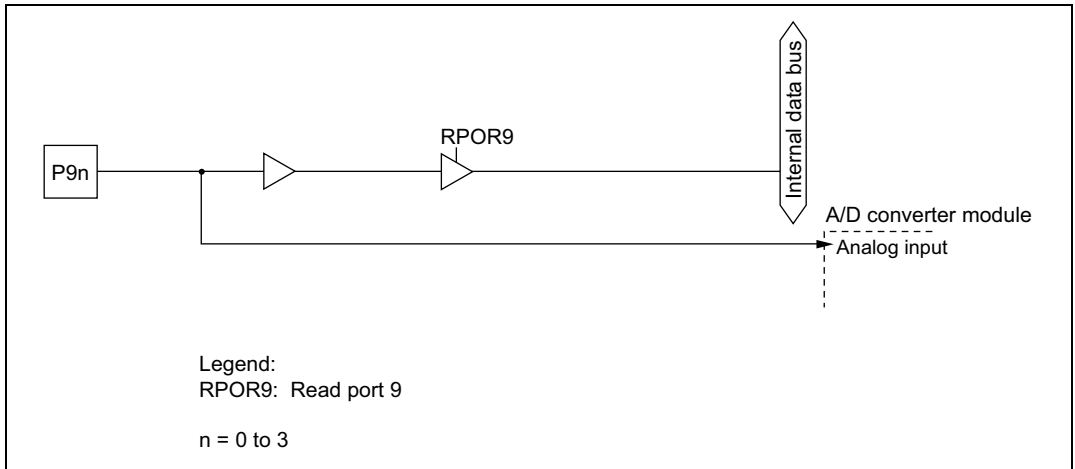 Internal data bus
RPOR9
P9n
A/D converter module
Analog input
Legend:
RPOR9: Read port 9
n = 0 to 3